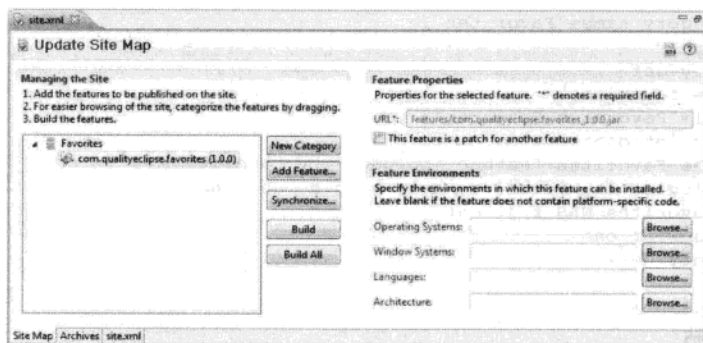 site.xml
Update Site Map
Managing the Site
1. Add the features to be published on the site.
2. For easier browsing of the site, categorize the features by dragging.
3. Build the features.
Favorites
com.qualityeclipse.favorites (1.0.0)
New Category
Add Feature...
Synchronize...
Build
Build All
Feature Properties
Properties for the selected feature. "*" denotes a required field.
URL*: features/com.qualityeclipse.favorites_1.0.0.jar
This feature is a patch for another feature
Feature Environments
Specify the environments in which this feature can be installed.
Leave blank if the feature does not contain platform-specific code.
Operating Systems: Browse...
Window Systems: Browse...
Languages: Browse...
Architecture: Browse...
Site Map Archives site.xml